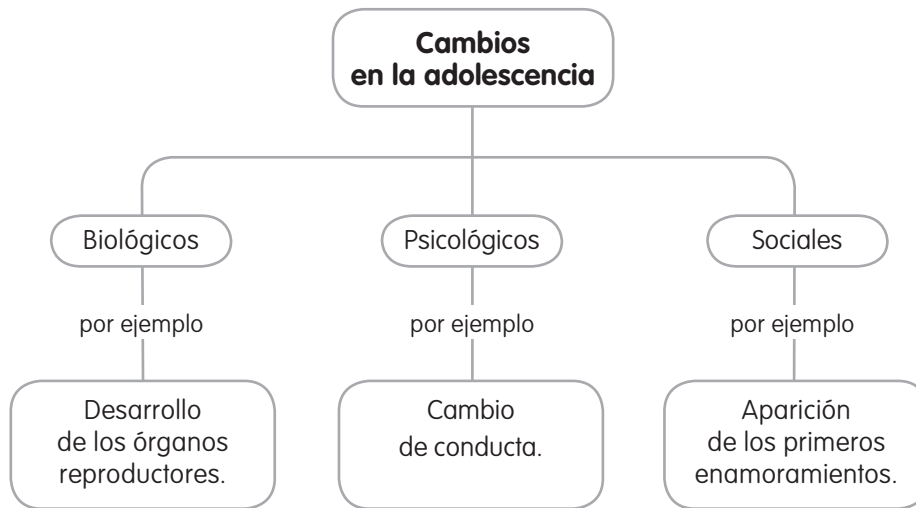 Cambios
en la adolescencia
Biológicos
Psicológicos
Sociales
por ejemplo
por ejemplo
por ejemplo
Desarrollo
de los órganos
reproductores.
Cambio
de conducta.
Aparición
de los primeros
enamoramientos.